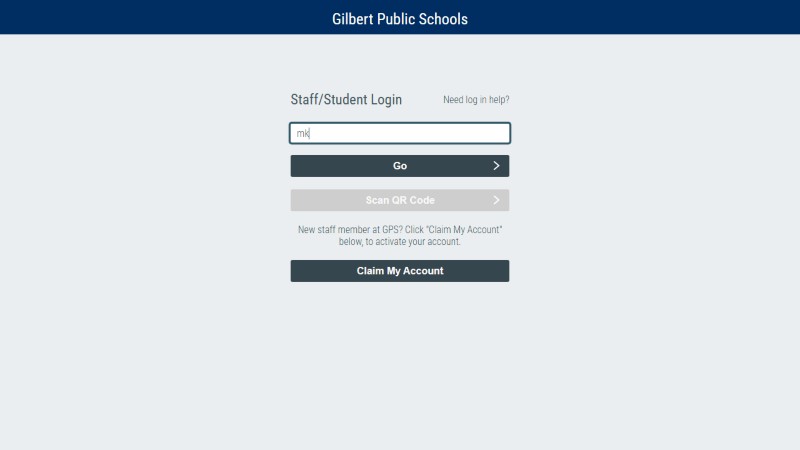 Gilbert Public Schools
Staff/Student Login
Need log in help?
mk
Go
Scan QR Code
New staff member at GPS? Click "Claim My Account"
below, to activate your account.
Claim My Account